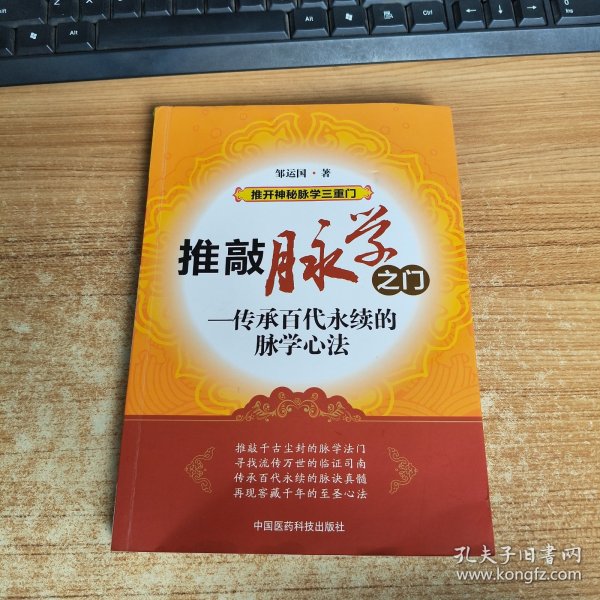 邹运国·著
推开神秘脉学三重门
推敲脉学之门
—传承百代永续的
脉学心法
推敲千古尘封的脉学法门
寻找流传万世的临证司南
传承百代永续的脉诀真髓
再现窖藏千年的至圣心法
中国医药科技出版社
孔夫子旧书网
www.kongfz.com